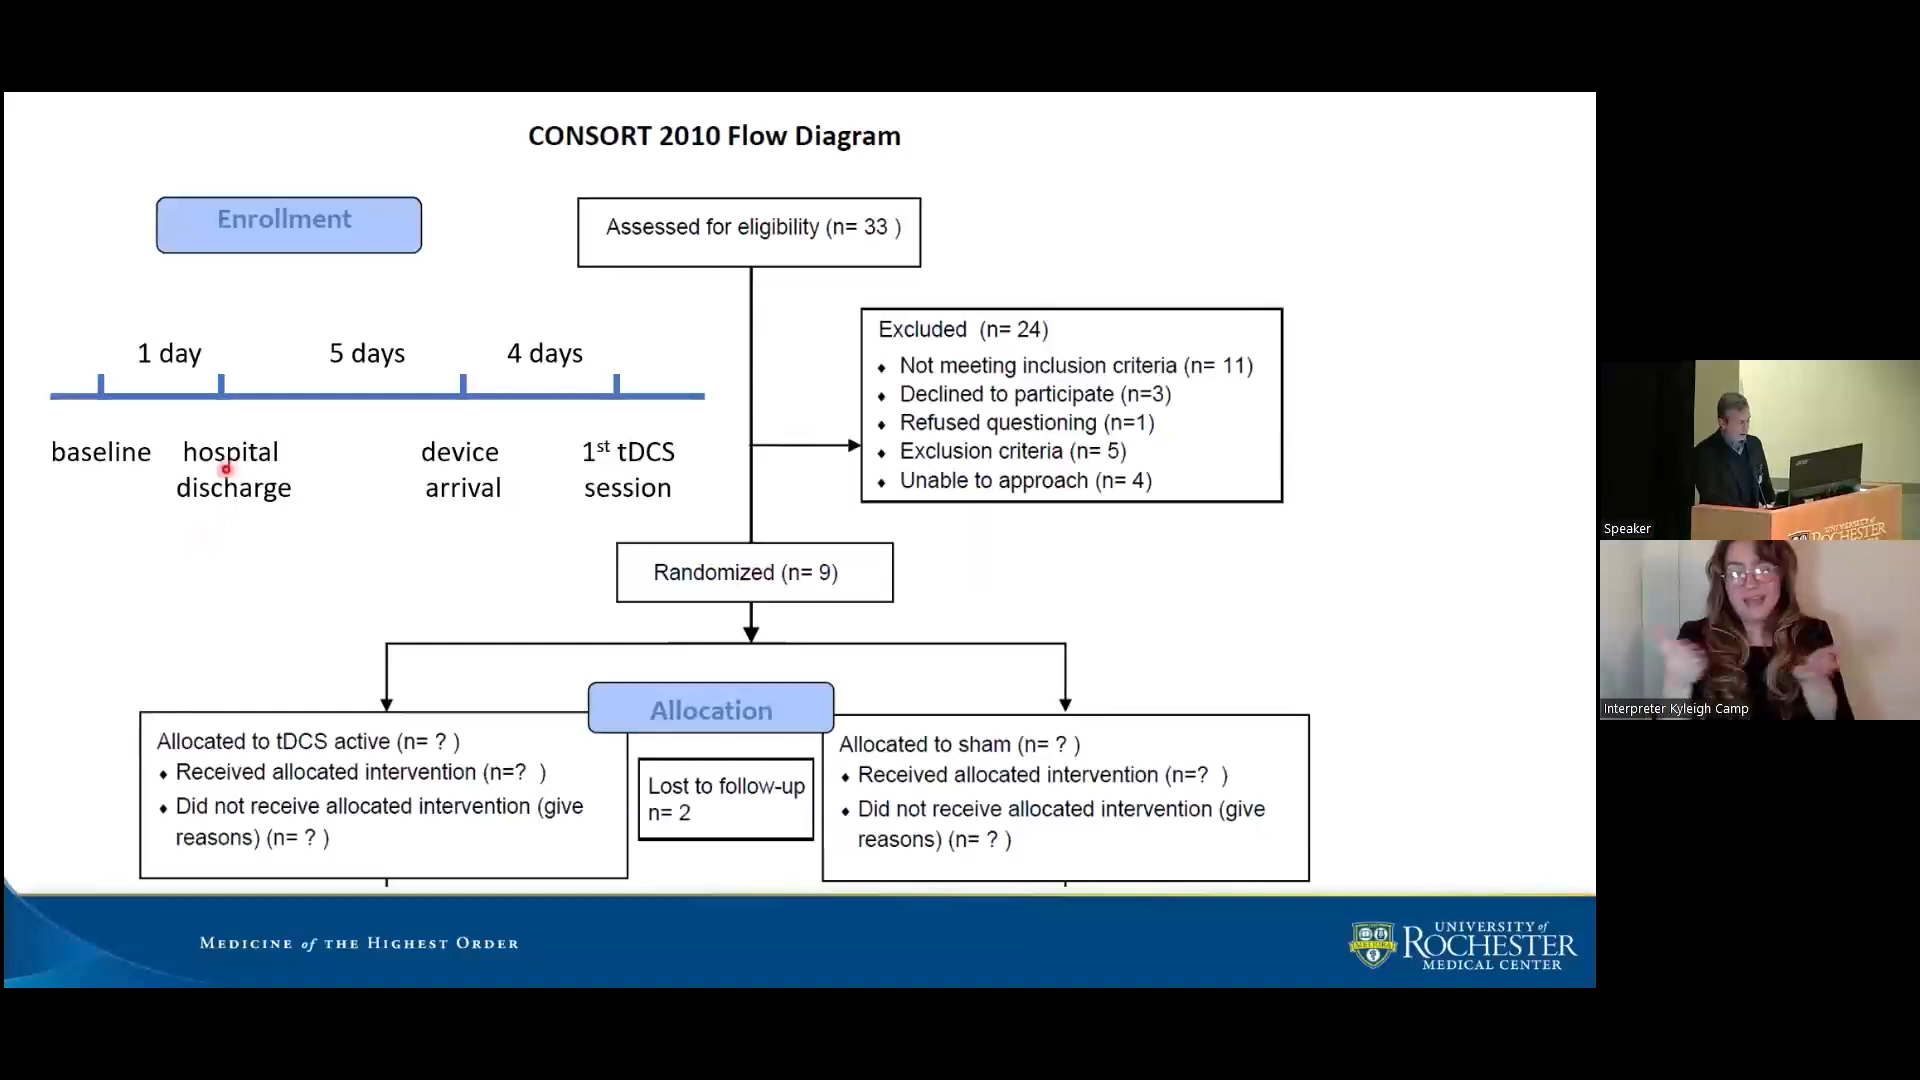 CONSORT 2010 Flow Diagram
Enrollment
Assessed for eligibility (n= 33 )
Excluded (n= 24)
⬧ Not meeting inclusion criteria (n= 11)
⬧ Declined to participate (n=3)
⬧ Refused questioning (n=1)
⬧ Exclusion criteria (n= 5)
⬧ Unable to approach (n= 4)
1 day 5 days 4 days
baseline hospital device 1st tDCS
discharge arrival session
Randomized (n= 9)
Allocation
Allocated to tDCS active (n= ? )
⬧ Received allocated intervention (n=? )
⬧ Did not receive allocated intervention (give
reasons) (n= ? )
Lost to follow-up
n= 2
Allocated to sham (n= ? )
⬧ Received allocated intervention (n=? )
⬧ Did not receive allocated intervention (give
reasons) (n= ? )
MEDICINE of THE HIGHEST ORDER
UNIVERSITY of
ROCHESTER
MEDICAL CENTER
Speaker
UNIVERSITY of
ROCHESTER
Interpreter Kyleigh Camp